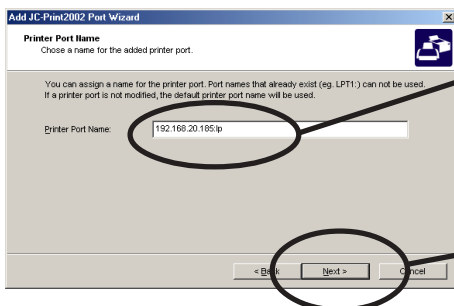 Add JC-Print2002 Port Wizard
Printer Port Name
Chose a name for the added printer port.
You can assign a name for the printer port. Port names that already exist (eg. LPT1:) can not be used.
If a printer port is not modified, the default printer port name will be used.
Printer Port Name:
192.168.20.185:lp
< Back
Next >
Cancel